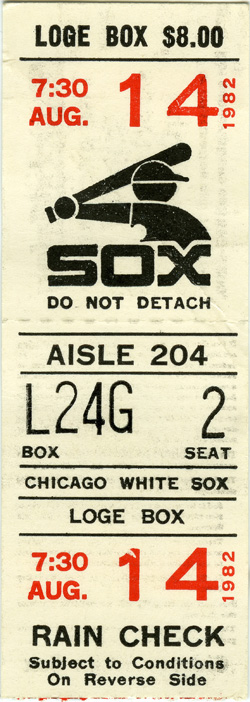 LOGE BOX $8.00
7:30
AUG. 14 1982
SOX
DO NOT DETACH
AISLE 204
L24G 2
BOX SEAT
CHICAGO WHITE SOX
LOGE BOX
7:30
AUG. 14 1982
RAIN CHECK
Subject to Conditions
On Reverse Side